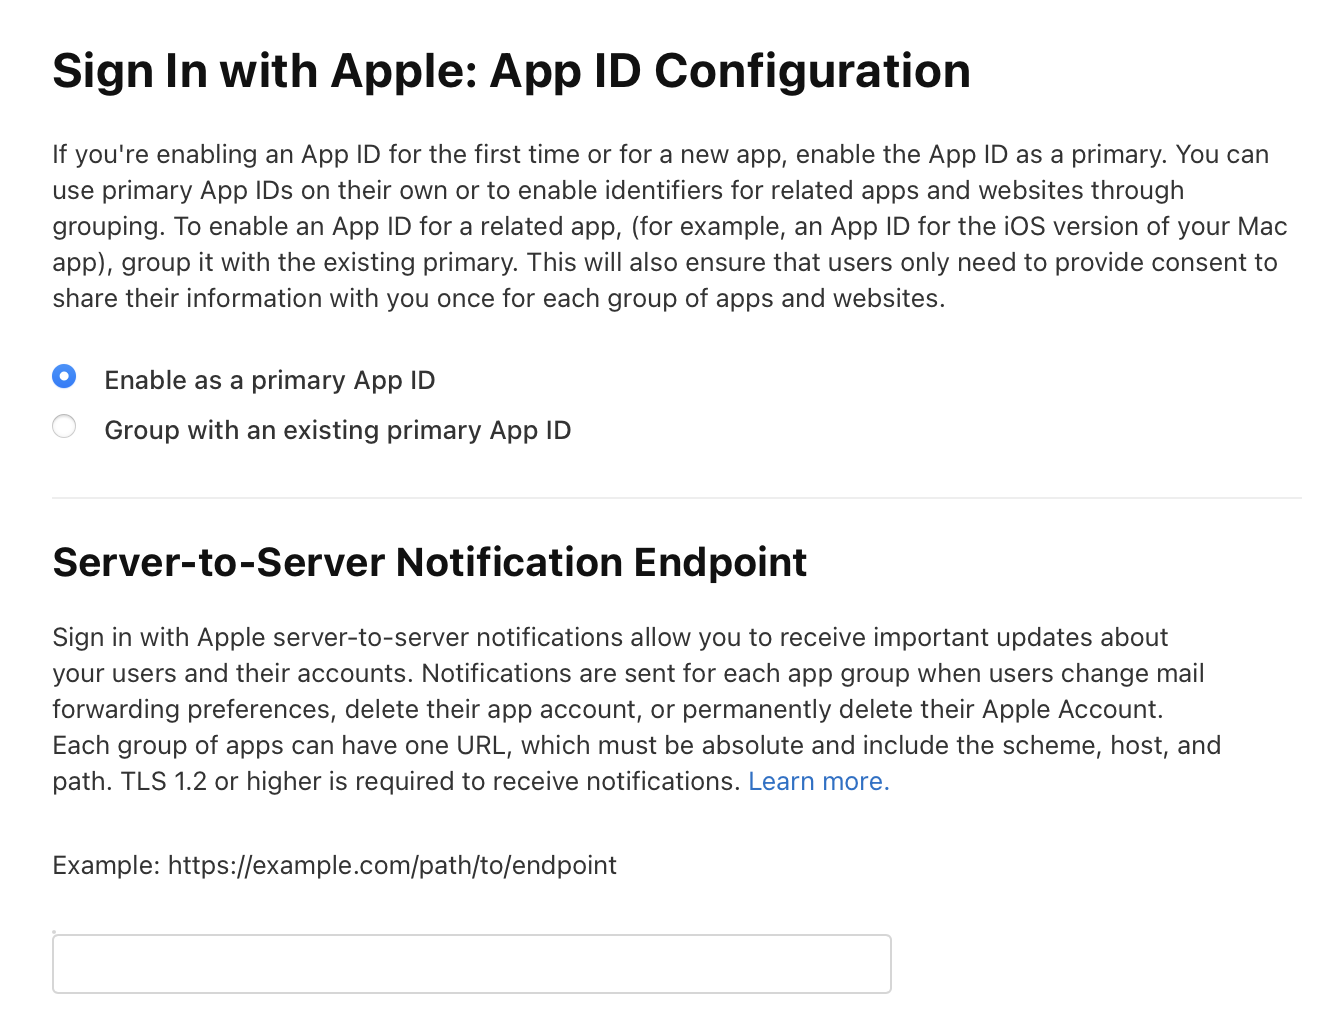 Sign In with Apple: App ID Configuration
If you're enabling an App ID for the first time or for a new app, enable the App ID as a primary. You can
use primary App IDs on their own or to enable identifiers for related apps and websites through
grouping. To enable an App ID for a related app, (for example, an App ID for the iOS version of your Mac
app), group it with the existing primary. This will also ensure that users only need to provide consent to
share their information with you once for each group of apps and websites.
Enable as a primary App ID
Group with an existing primary App ID
Server-to-Server Notification Endpoint
Sign in with Apple server-to-server notifications allow you to receive important updates about
your users and their accounts. Notifications are sent for each app group when users change mail
forwarding preferences, delete their app account, or permanently delete their Apple Account.
Each group of apps can have one URL, which must be absolute and include the scheme, host, and
path. TLS 1.2 or higher is required to receive notifications. Learn more.
Example: https://example.com/path/to/endpoint